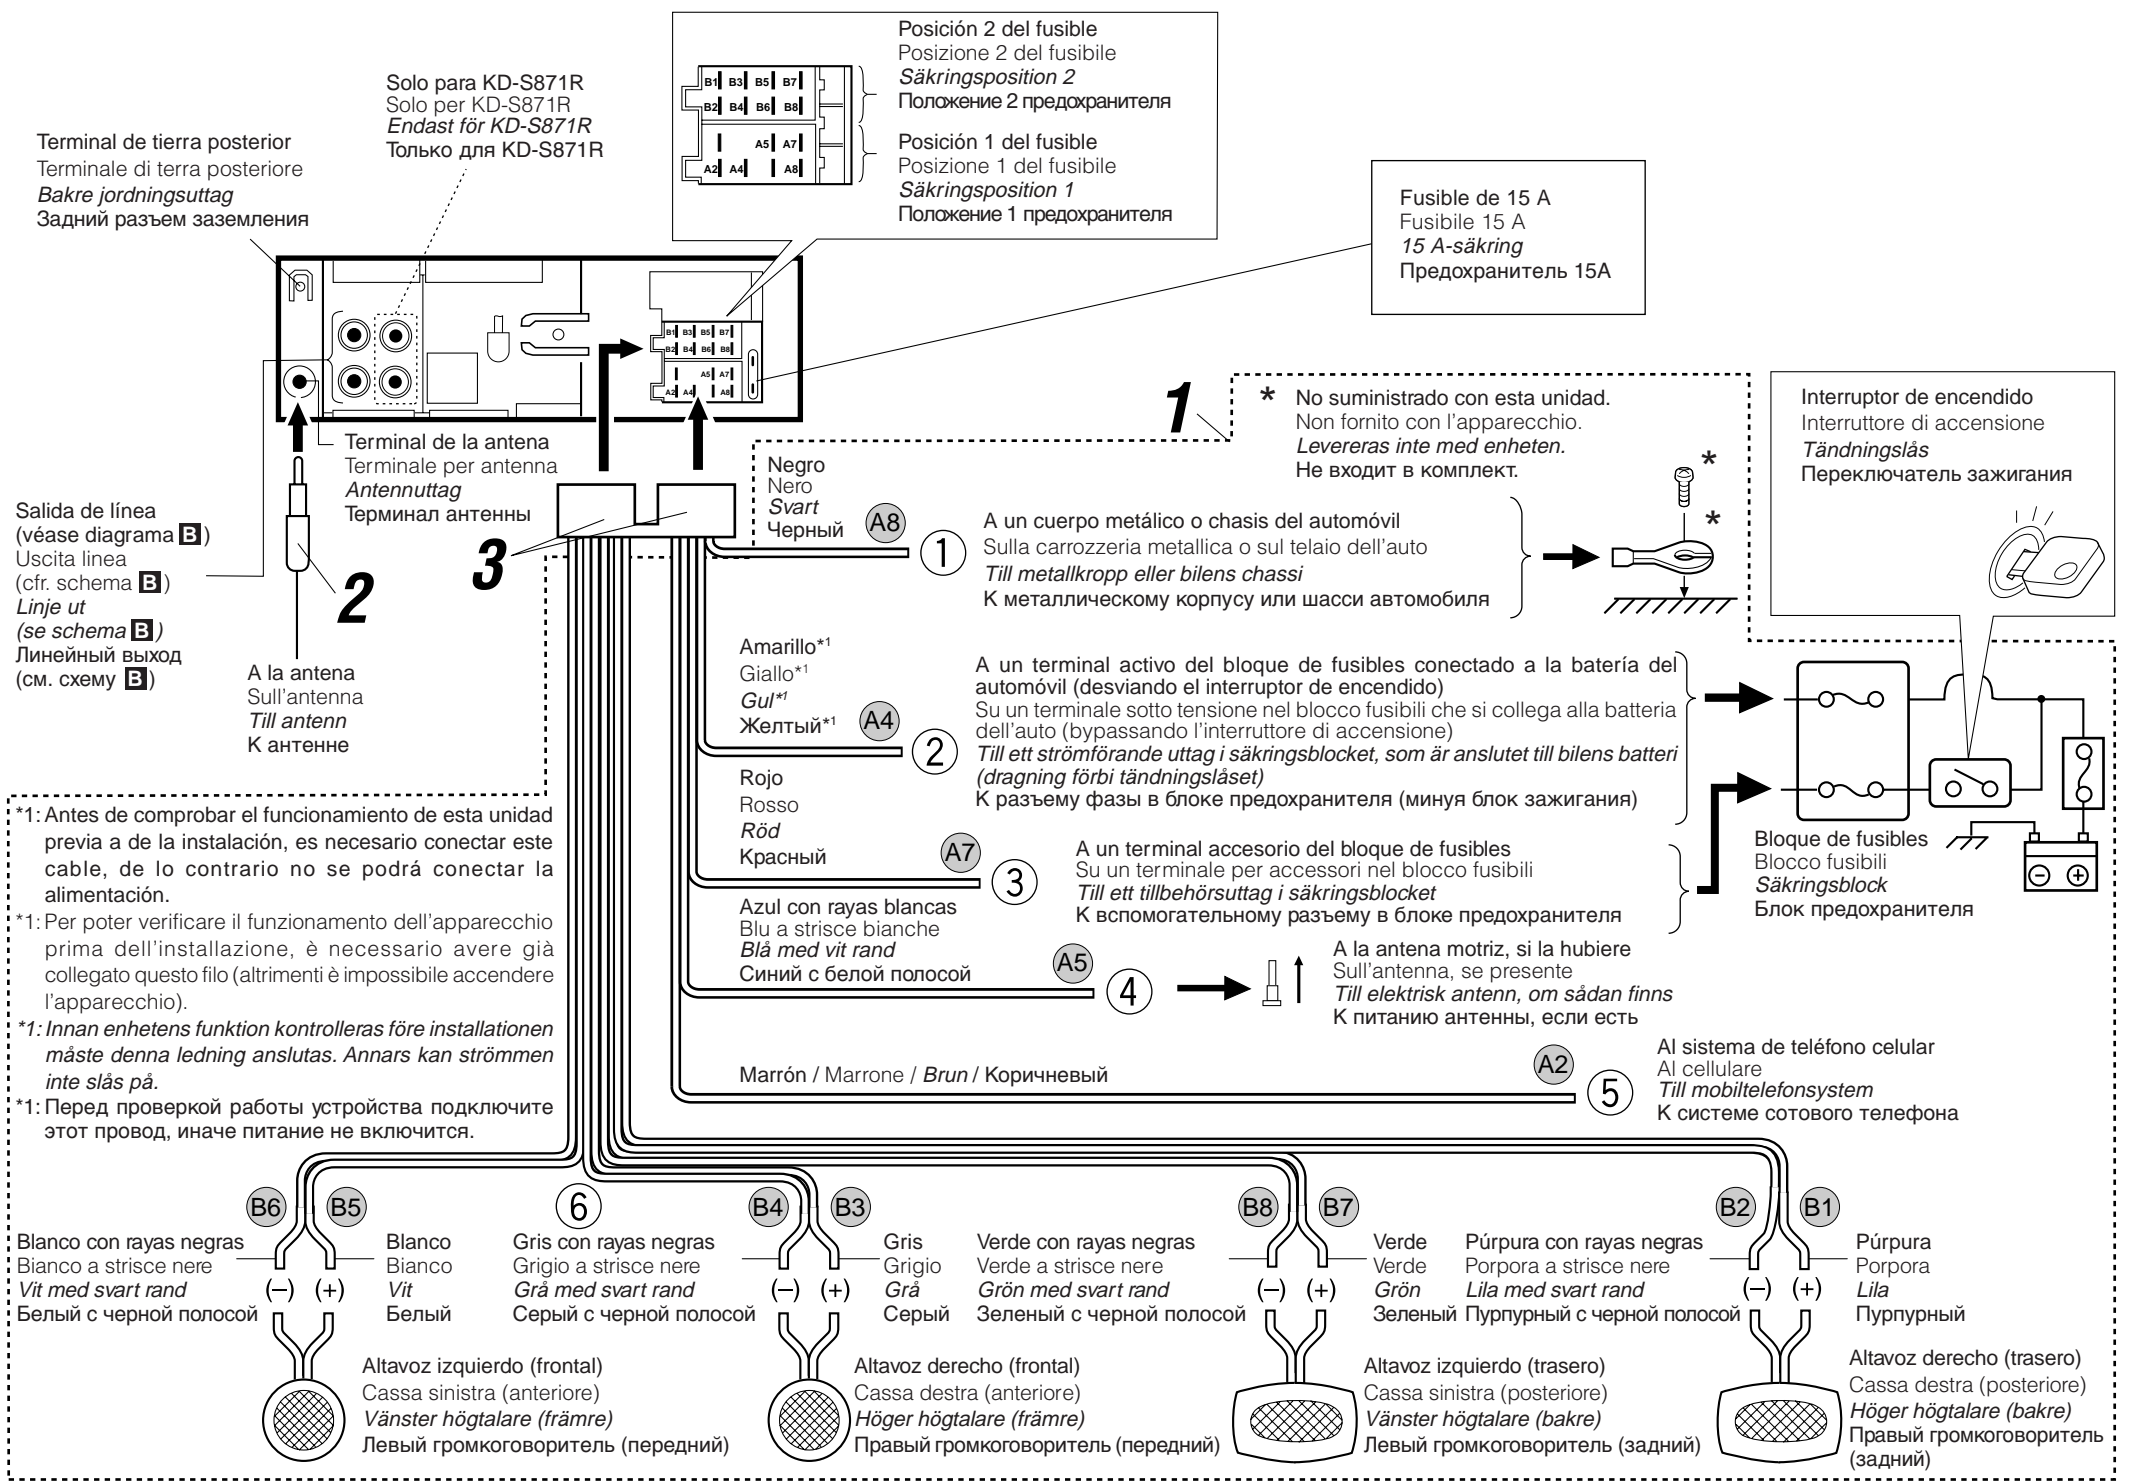 Posición 2 del fusible
Posizione 2 del fusibile
Säkringsposition 2
Положение 2 предохранителя
Posición 1 del fusible
Posizione 1 del fusibile
Säkringsposition 1
Положение 1 предохранителя
B1 B3 B5 B7
B2 B4 B6 B8
A5 A7
A2 A4 A8
Solo para KD-S871R
Solo per KD-S871R
Endast för KD-S871R
Только для KD-S871R
Terminal de tierra posterior
Terminale di tierra posteriore
Bakre jordningsuttag
Задний разъем заземления
Fusible de 15 A
Fusibile 15 A
15 A-säkring
Предохранитель 15A
B1 B3 B5 B7
B2 B4 B6 B8
A5 A7
A2 A4 A8
1
* No suministrado con esta unidad.
Non fornito con l'apparecchio.
Levereras inte med enheten.
Не входит в комплект.
*
*
Interruptor de encendido
Interruttore di accensione
Tändningslås
Переключатель зажигания
Terminal de la antena
Terminale per antenna
Antennuttag
Терминал антенны
Salida de línea
(véase diagrama B)
Uscita linea
(cfr. schema B)
Linje ut
(se schema B)
Линейный выход
(см. схему B)
2
3
A la antena
Sull'antenna
Till antenn
К антенне
Negro
Nero
Svart
Черный
A8
1
A un cuerpo metálico o chasis del automóvil
Sulla carrozzeria metallica o sul telaio dell'auto
Till metallkropp eller bilens chassi
К металлическому корпусу или шасси автомобиля
Amarillo*1
Giallo*1
Gul*1
Желтый*1
A4
2
A un terminal activo del bloque de fusibles conectado a la batería del
automóvil (desviando el interruptor de encendido)
Su un terminale sotto tensione nel blocco fusibili che si collega alla batteria
dell'auto (bypassando l'interruttore di accensione)
Till ett strömförande uttag i säkringsblocket, som är anslutet till bilens batteri
(dragning förbi tändningslåset)
К разъему фазы в блоке предохранителя (минуя блок зажигания)
Rojo
Rosso
Röd
Красный
A7
3
A un terminal accesorio del bloque de fusibles
Su un terminale per accessori nel blocco fusibili
Till ett tillbehörsuttag i säkringsblocket
К вспомогательному разъему в блоке предохранителя
Bloque de fusibles
Blocco fusibili
Säkringsblock
Блок предохранителя
Azul con rayas blancas
Blu a strisce bianche
Blå med vit rand
Синий с белой полосой
A5
4
A la antena motriz, si la hubiere
Sull'antenna, se presente
Till elektrisk antenn, om sådan finns
К питанию антенны, если есть
Marrón / Marrone / Brun / Коричневый
A2
5
Al sistema de teléfono celular
Al cellulare
Till mobiltelefonsystem
К системе сотового телефона
*1: Antes de comprobar el funcionamiento de esta unidad
previa a de la instalación, es necesario conectar este
cable, de lo contrario no se podrá conectar la
alimentación.
*1: Per poter verificare il funzionamento dell'apparecchio
prima dell'installazione, è necessario avere già
collegato questo filo (altrimenti è impossibile accendere
l'apparecchio).
*1: Innan enhetens funktion kontrolleras före installationen
måste denna ledning anslutas. Annars kan strömmen
inte slås på.
*1: Перед проверкой работы устройства подключите
этот провод, иначе питание не включится.
B6 B5 6 B4 B3 B8 B7 B2 B1
Blanco con rayas negras
Bianco a strisce nere
Vit med svart rand
Белый с черной полосой
(–) (+)
Blanco
Bianco
Vit
Белый
Gris con rayas negras
Grigio a strisce nere
Grå med svart rand
Серый с черной полосой
(–) (+)
Gris
Grigio
Grå
Серый
Verde con rayas negras
Verde a strisce nere
Grön med svart rand
Зеленый с черной полосой
(–) (+)
Verde
Verde
Grön
Зеленый
Púrpura con rayas negras
Porpora a strisce nere
Lila med svart rand
Пурпурный с черной полосой
(–) (+)
Púrpura
Porpora
Lila
Пурпурный
Altavoz izquierdo (frontal)
Cassa sinistra (anteriore)
Vänster högtalare (främre)
Левый громкоговоритель (передний)
Altavoz derecho (frontal)
Cassa destra (anteriore)
Höger högtalare (främre)
Правый громкоговоритель (передний)
Altavoz izquierdo (trasero)
Cassa sinistra (posteriore)
Vänster högtalare (bakre)
Левый громкоговоритель (задний)
Altavoz derecho (trasero)
Cassa destra (posteriore)
Höger högtalare (bakre)
Правый громкоговоритель
(задний)